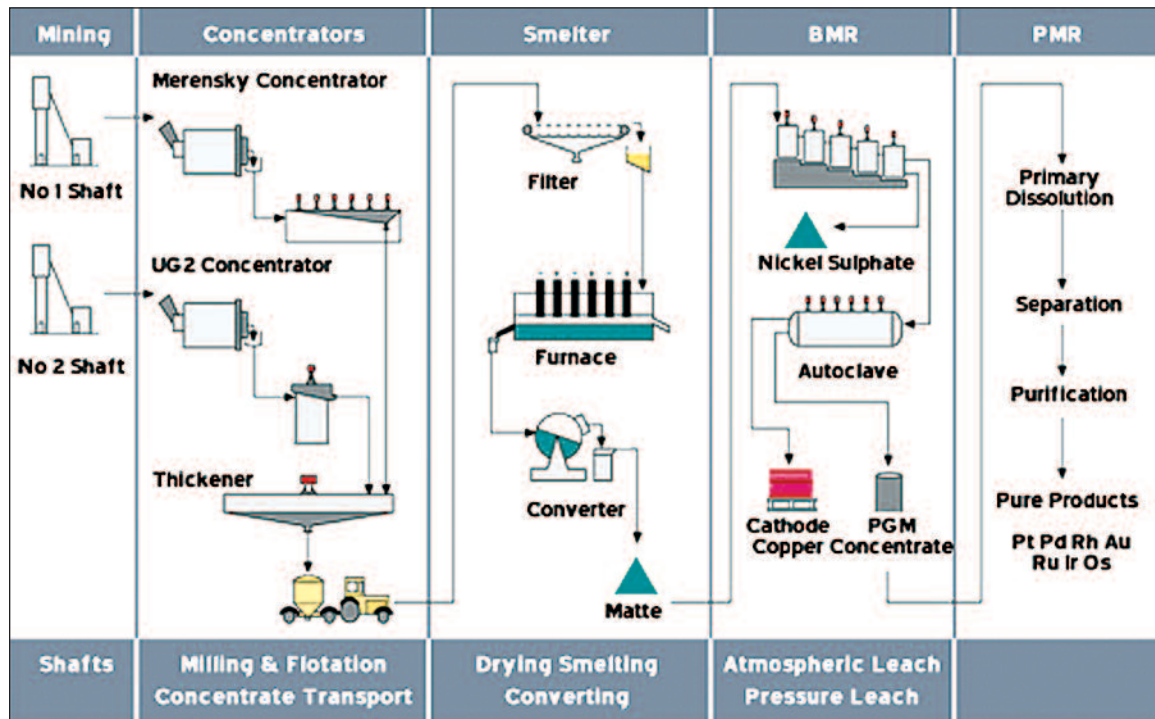 Mining
Concentrators
Smelter
BMR
PMR
Merensky Concentrator
No 1 Shaft
UG2 Concentrator
No 2 Shaft
Thickener
Filter
Furnace
Converter
Matte
Nickel Sulphate
Autoclave
Cathode
Copper
PGM
Concentrate
Primary
Dissolution
Separation
Purification
Pure Products
Pt Pd Rh Au
Ru Ir Os
Shafts
Milling & Flotation
Concentrate Transport
Drying Smelting
Converting
Atmospheric Leach
Pressure Leach